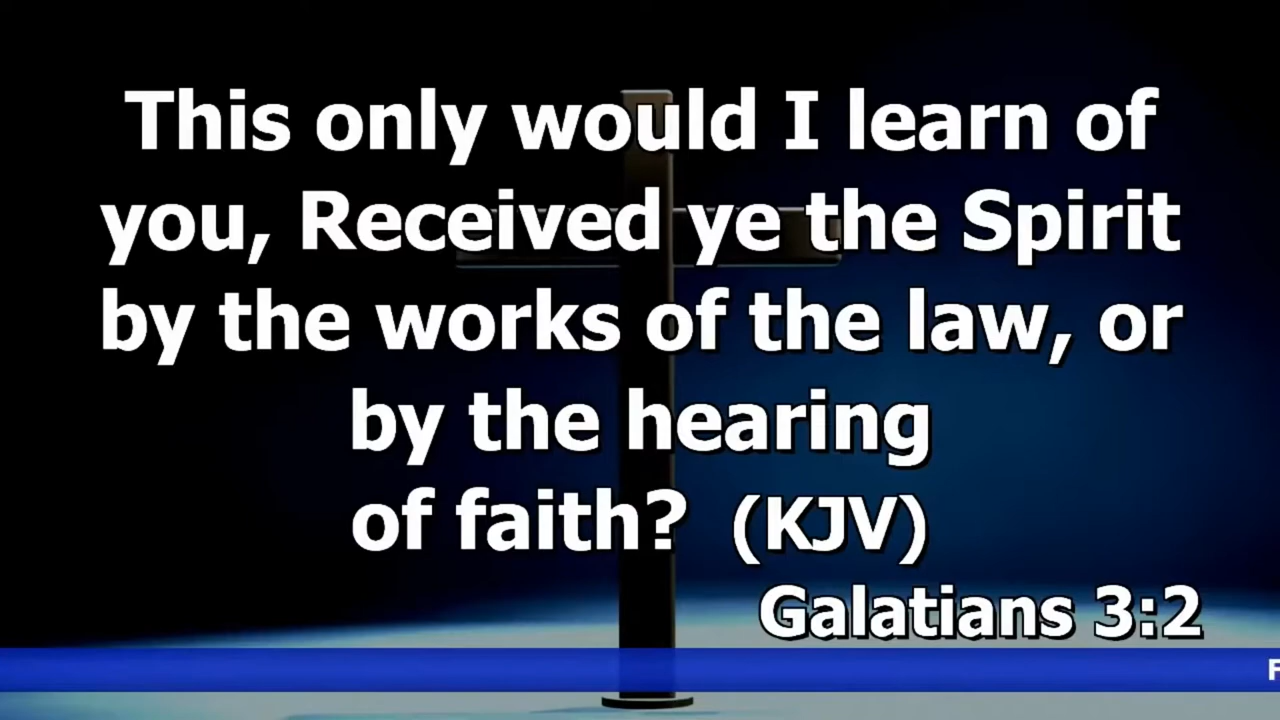 This only would I learn of
you, Received ye the Spirit
by the works of the law, or
by the hearing
of faith? (KJV)
Galatians 3:2
F